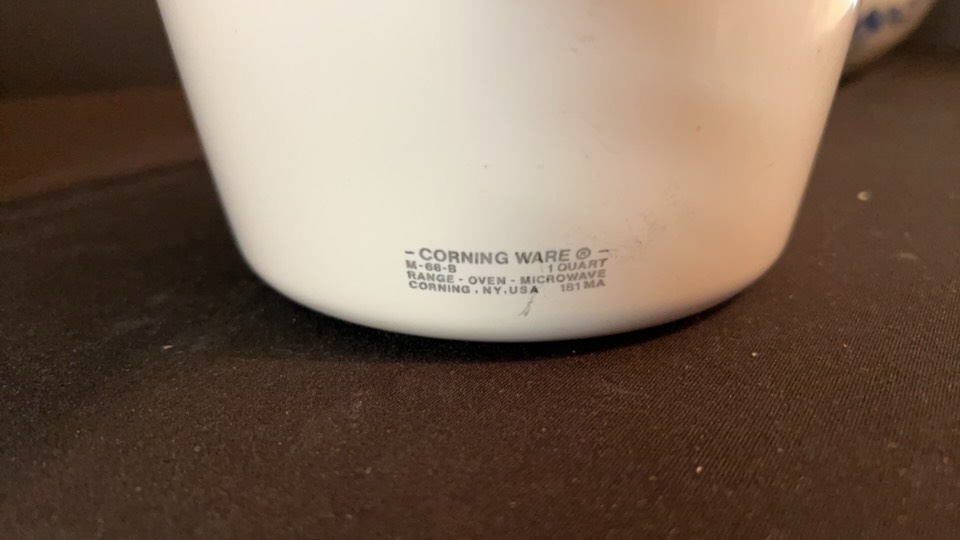 - CORNING WARE ® -
M-68-B 1 QUART
RANGE - OVEN - MICROWAVE
CORNING . NY. USA 181 MA